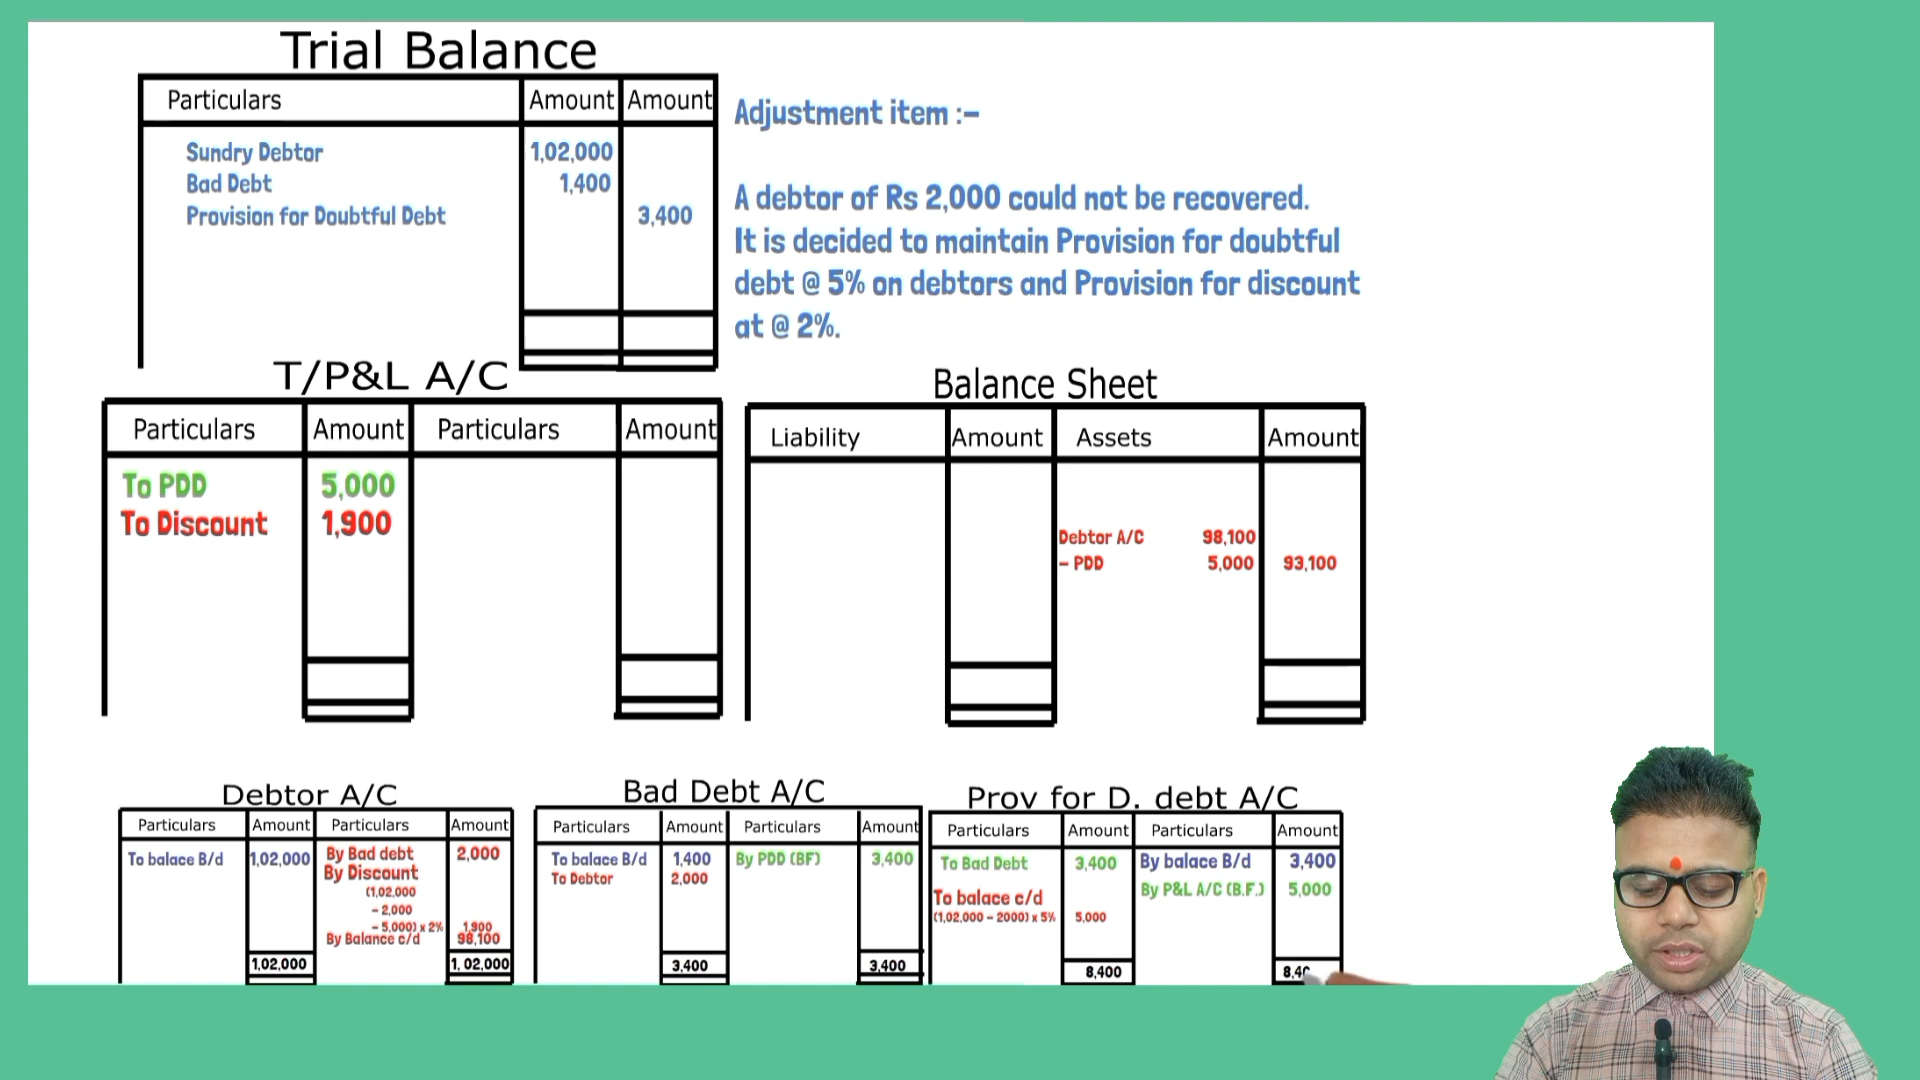 Trial Balance
Particulars Amount Amount
Sundry Debtor 1,02,000
Bad Debt 1,400
Provision for Doubtful Debt 3,400
Adjustment item :-
A debtor of Rs 2,000 could not be recovered.
It is decided to maintain Provision for doubtful
debt @ 5% on debtors and Provision for discount
at @ 2%.
T/P&L A/C
Particulars Amount Particulars Amount
To PDD 5,000
To Discount 1,900
Balance Sheet
Liability Amount Assets Amount
Debtor A/C 98,100
- PDD 5,000 93,100
Debtor A/C
Particulars Amount Particulars Amount
To balace B/d 1,02,000 By Bad debt 2,000
By Discount
(1,02,000
- 2,000
- 5,000) x 2% 1,900
By Balance c/d 98,100
1,02,000 1, 02,000
Bad Debt A/C
Particulars Amount Particulars Amount
To balace B/d 1,400 By PDD (BF) 3,400
To Debtor 2,000
3,400 3,400
Prov for D. debt A/C
Particulars Amount Particulars Amount
To Bad Debt 3,400 By balace B/d 3,400
By P&L A/C (B.F.) 5,000
To balace c/d
(1,02,000 - 2000) x 5% 5,000
8,400